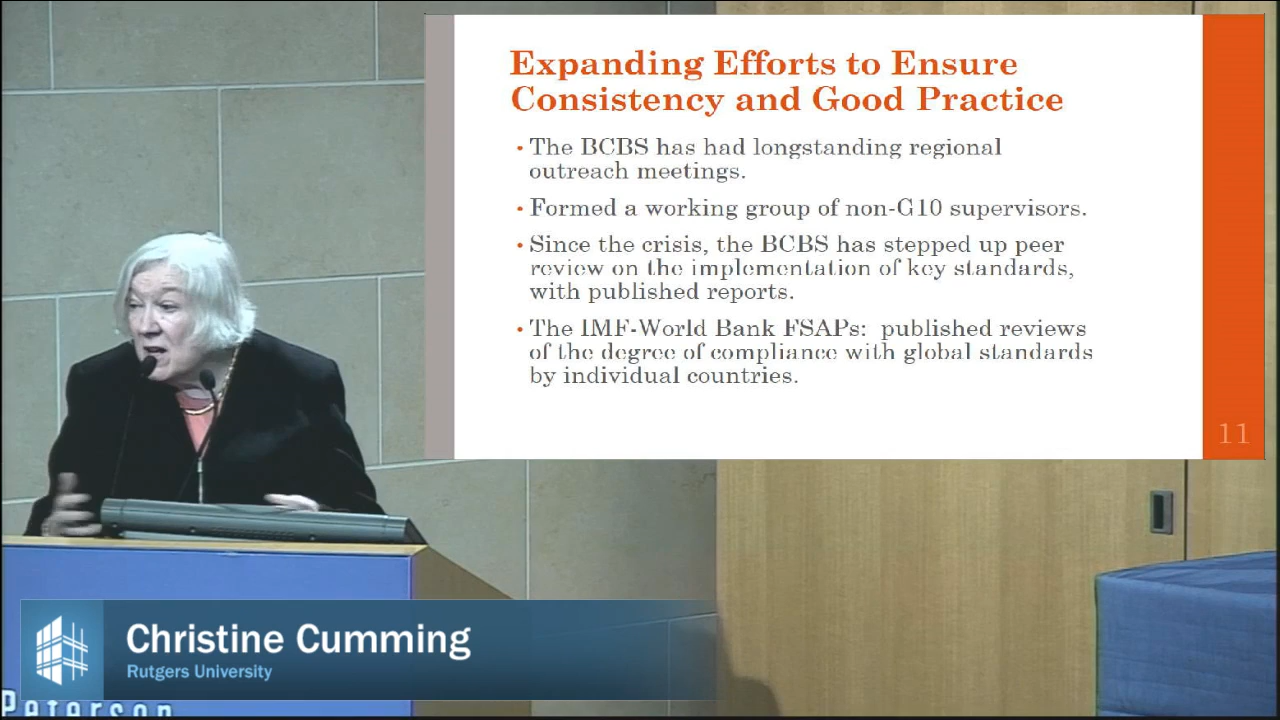 Expanding Efforts to Ensure
Consistency and Good Practice
• The BCBS has had longstanding regional
outreach meetings.
• Formed a working group of non-G10 supervisors.
• Since the crisis, the BCBS has stepped up peer
review on the implementation of key standards,
with published reports.
• The IMF-World Bank FSAPs: published reviews
of the degree of compliance with global standards
by individual countries.
11
Christine Cumming
Rutgers University
Peterson